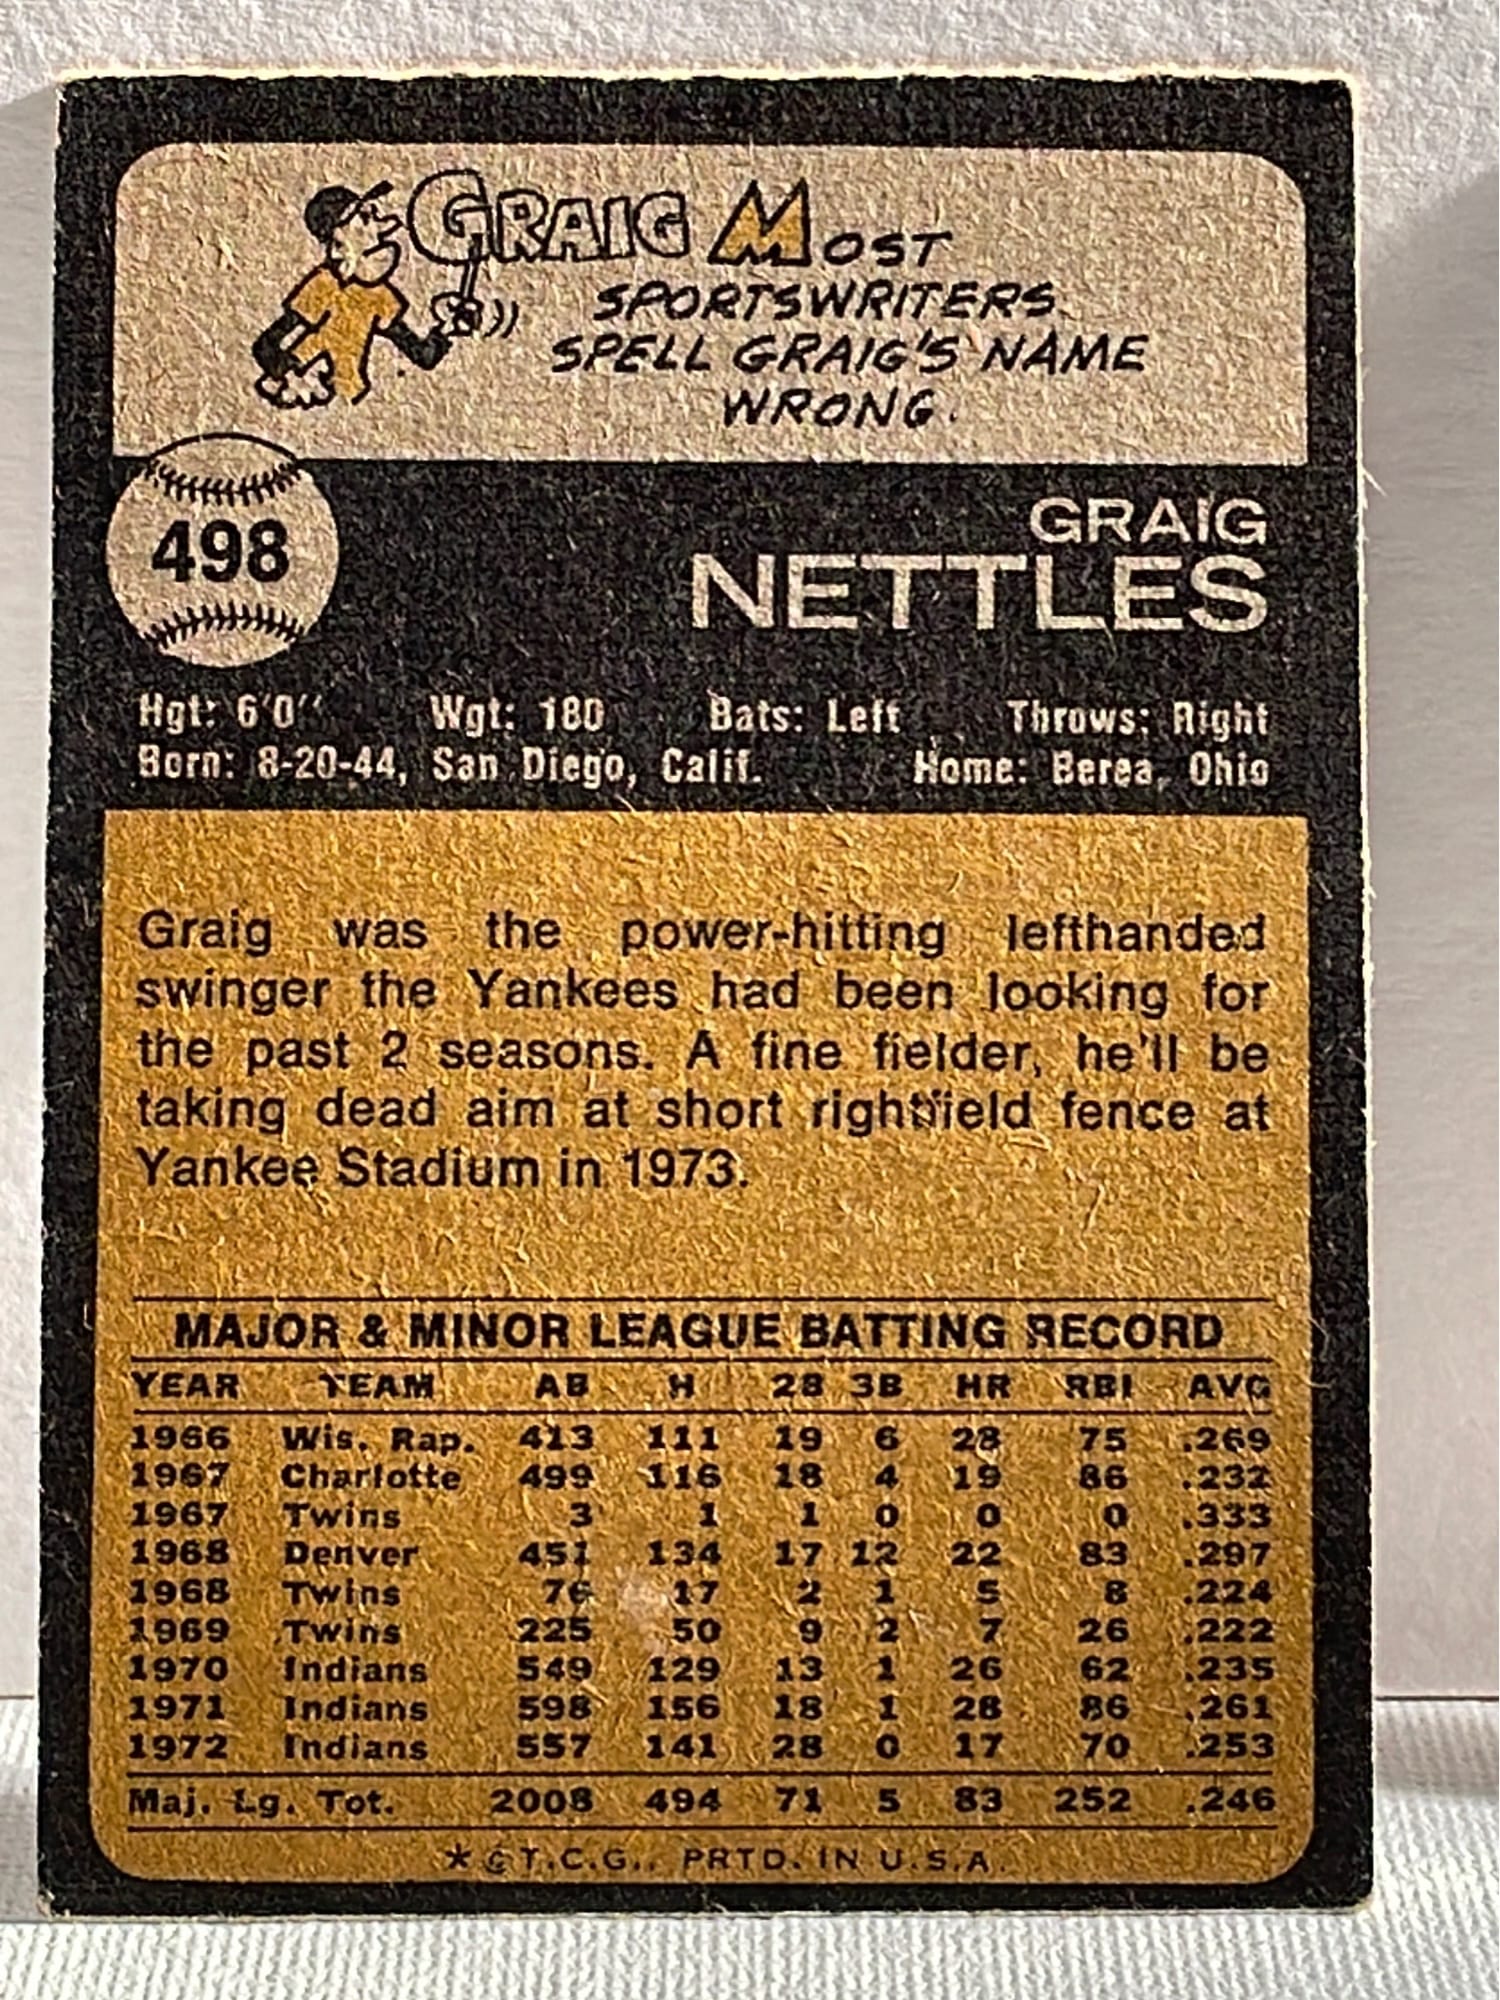 GRAIG MOST
SPORTSWRITERS
SPELL GRAIG'S NAME
WRONG.
498
GRAIG
NETTLES
Hgt: 6'0" Wgt: 180 Bats: Left Throws: Right
Born: 8-20-44, San Diego, Calif. Home: Berea, Ohio
Graig was the power-hitting lefthanded
swinger the Yankees had been looking for
the past 2 seasons. A fine fielder, he'll be
taking dead aim at short rightfield fence at
Yankee Stadium in 1973.
MAJOR & MINOR LEAGUE BATTING RECORD
YEAR TEAM AB H 2B 3B HR RBI AVG
1966 Wis. Rap. 413 111 19 6 28 75 .269
1967 Charlotte 499 116 18 4 19 86 .232
1967 Twins 3 1 1 0 0 0 .333
1968 Denver 451 134 17 12 22 83 .297
1968 Twins 76 17 2 1 5 8 .224
1969 Twins 225 50 9 2 7 26 .222
1970 Indians 549 129 13 1 26 62 .235
1971 Indians 598 156 18 1 28 86 .261
1972 Indians 557 141 28 0 17 70 .253
Maj. Lg. Tot. 2008 494 71 5 83 252 .246
* © T.C.G., PRTD. IN U.S.A.